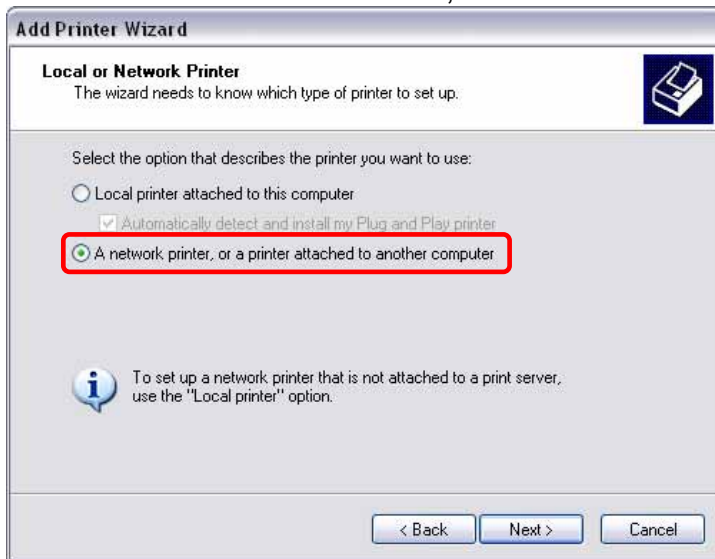 Add Printer Wizard
Local or Network Printer
The wizard needs to know which type of printer to set up.
Select the option that describes the printer you want to use:
Local printer attached to this computer
Automatically detect and install my Plug and Play printer
A network printer, or a printer attached to another computer
To set up a network printer that is not attached to a print server,
use the "Local printer" option.
< Back Next > Cancel